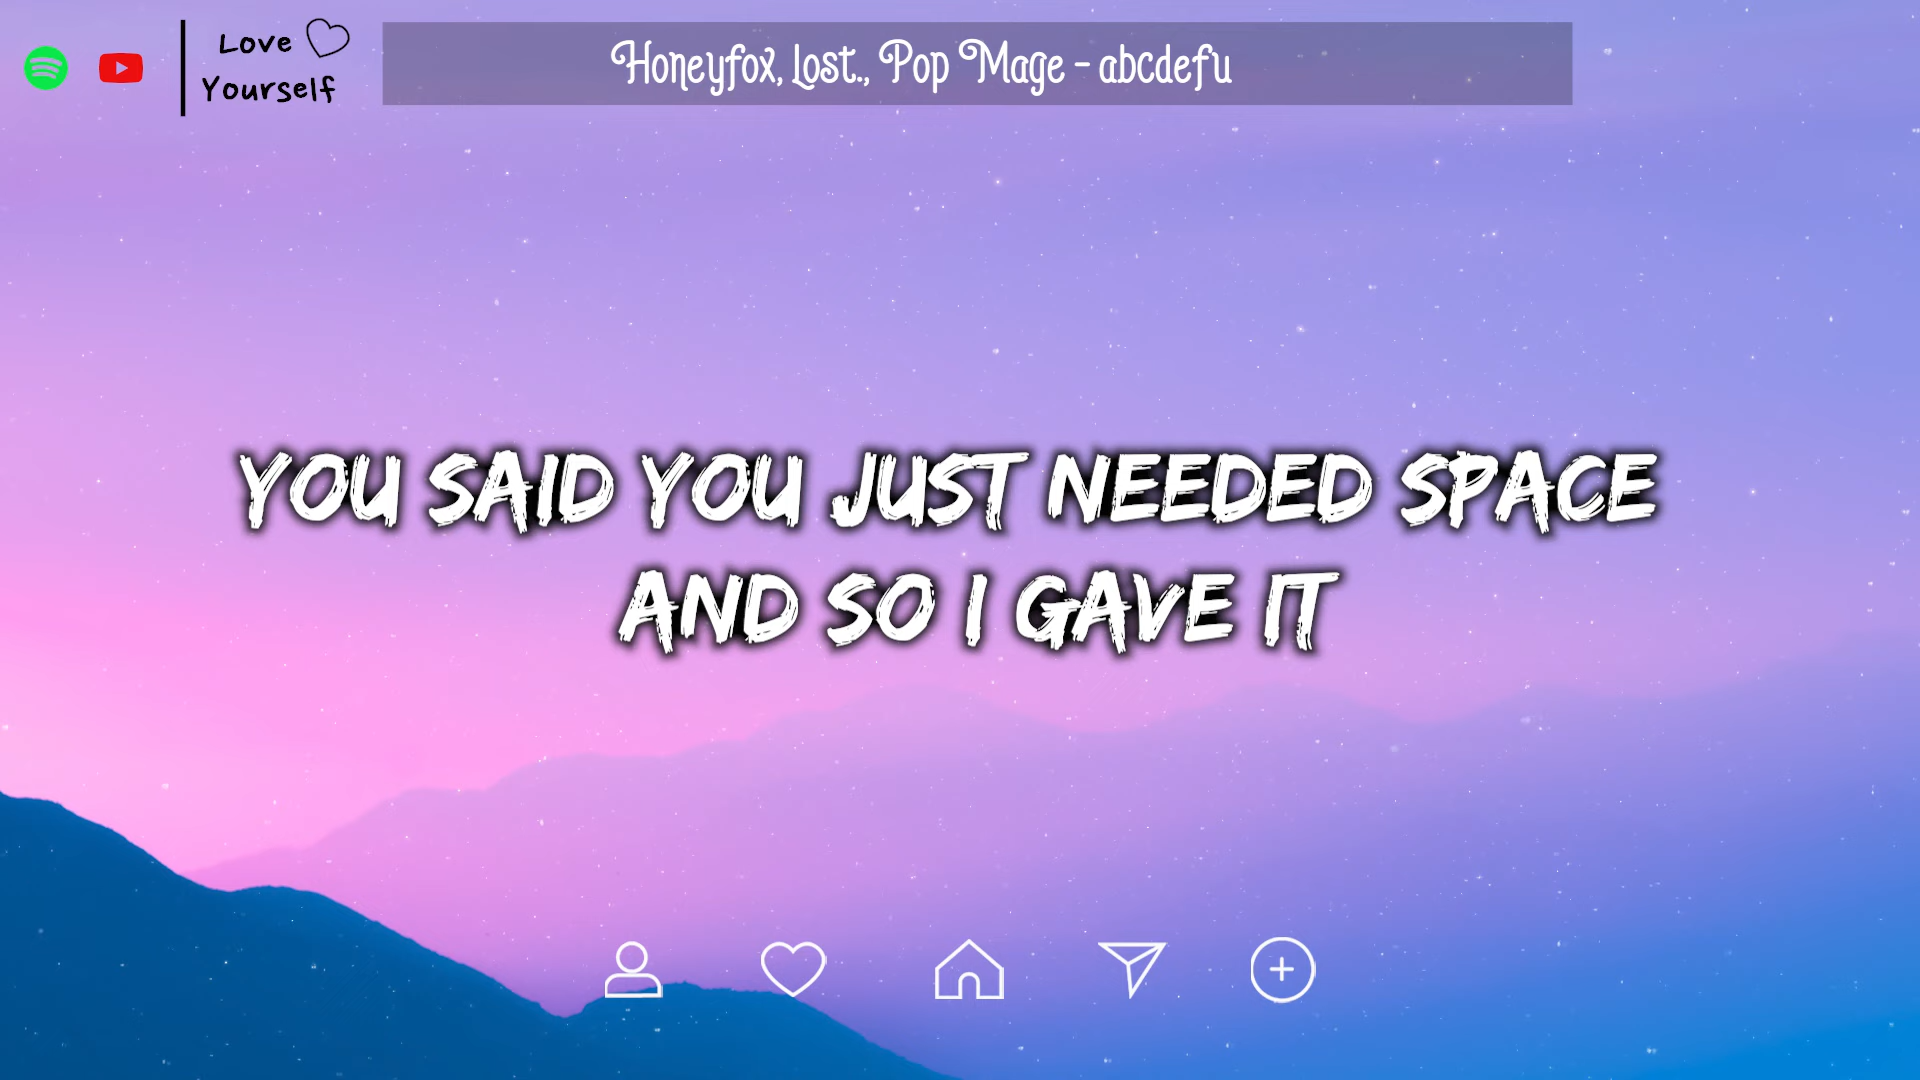 Love
Yourself
Honeyfox, Lost., Pop Mage - abcdefu
YOU SAID YOU JUST NEEDED SPACE
AND SO I GAVE IT